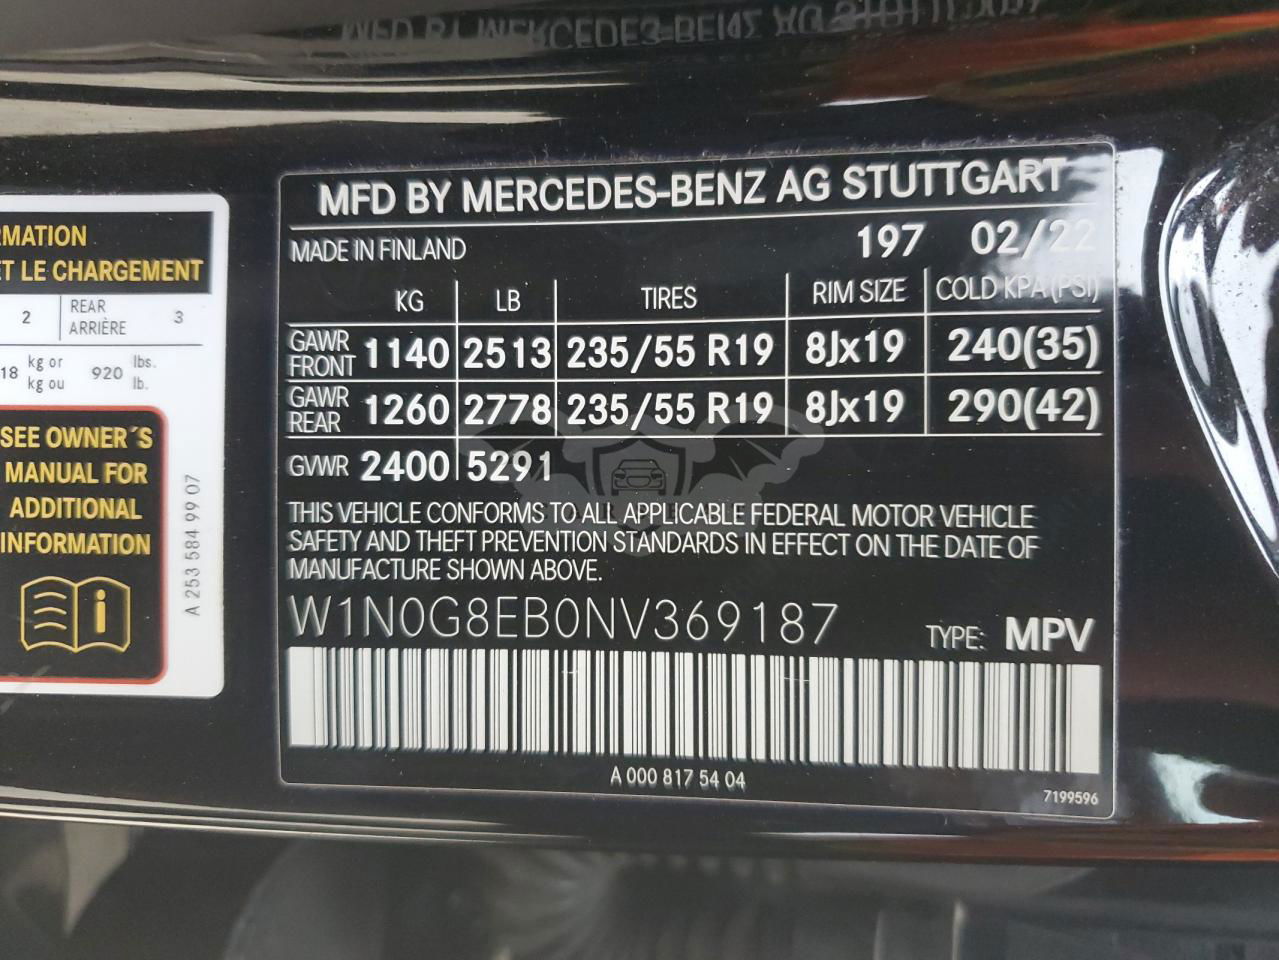 MFD BY MERCEDES-BENZ AG STUTTGART
MADE IN FINLAND 197 02/22
KG LB TIRES RIM SIZE COLD KPA(PSI)
GAWR FRONT 1140 2513 235/55 R19 8Jx19 240(35)
GAWR REAR 1260 2778 235/55 R19 8Jx19 290(42)
GVWR 2400 5291
THIS VEHICLE CONFORMS TO ALL APPLICABLE FEDERAL MOTOR VEHICLE
SAFETY AND THEFT PREVENTION STANDARDS IN EFFECT ON THE DATE OF
MANUFACTURE SHOWN ABOVE.
W1N0G8EB0NV369187 TYPE: MPV
A 000 817 54 04
7199596
RMATION
ET LE CHARGEMENT
2 REAR ARRIÈRE 3
18 kg or kg ou 920 lbs. lb.
SEE OWNER´S
MANUAL FOR
ADDITIONAL
INFORMATION
A 253 584 99 07